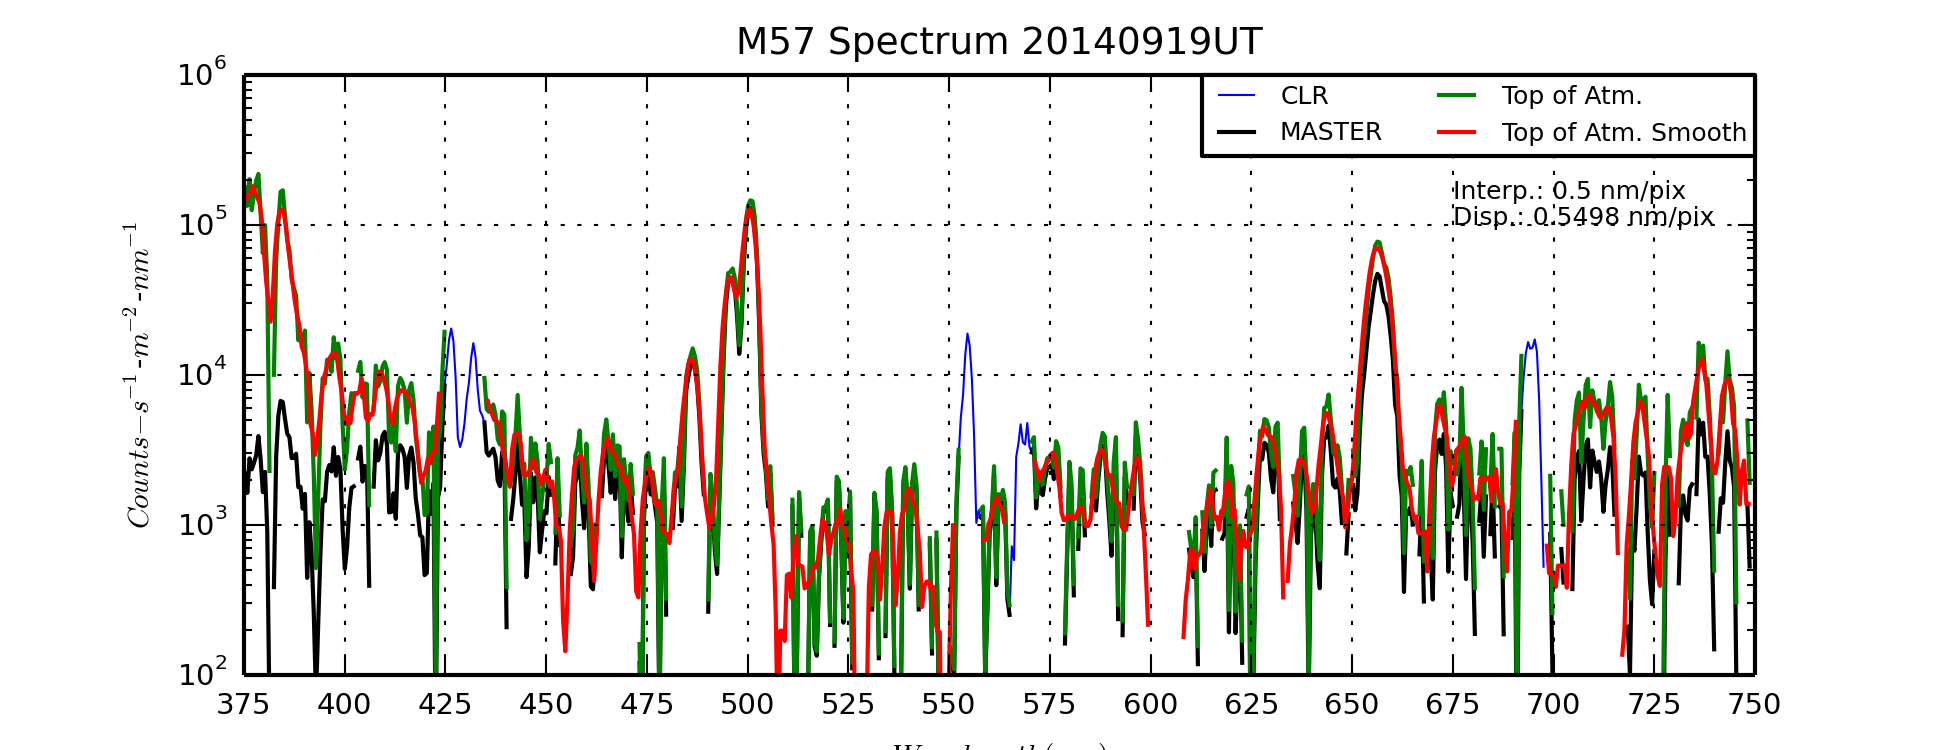 M57 Spectrum 20140919UT
10^6
10^5
10^4
10^3
10^2
Counts−s^−1-m^−2-nm^−1
CLR
MASTER
Top of Atm.
Top of Atm. Smooth
Interp.: 0.5 nm/pix
Disp.: 0.5498 nm/pix
375 400 425 450 475 500 525 550 575 600 625 650 675 700 725 750